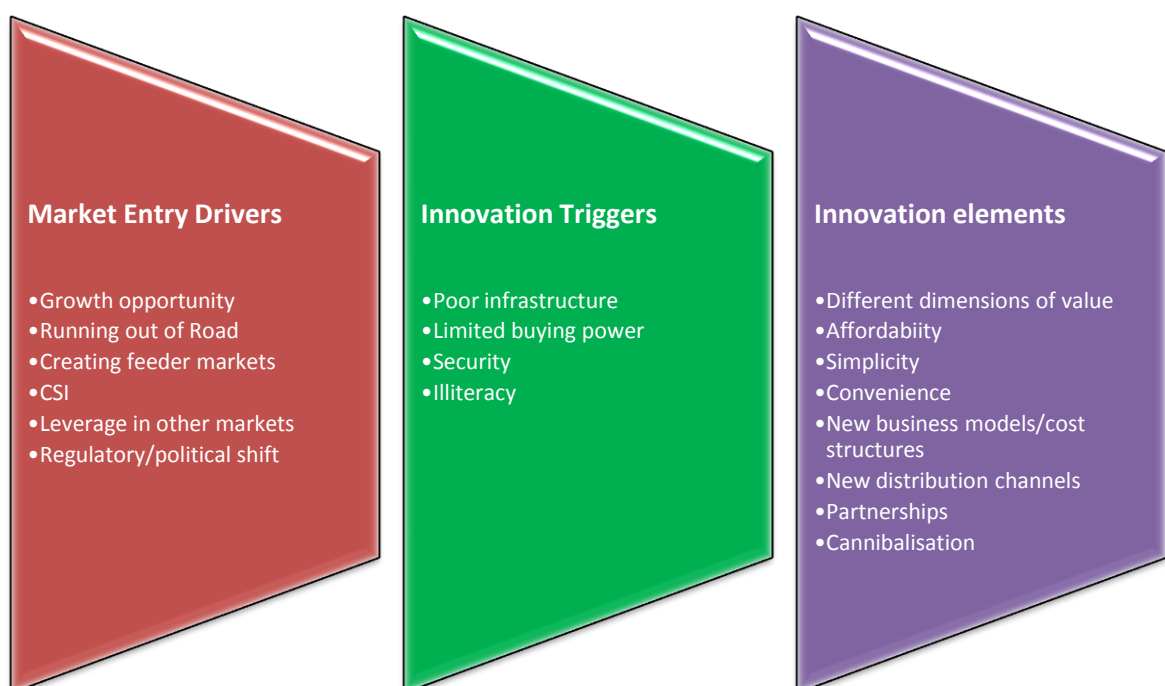 Market Entry Drivers
•Growth opportunity
•Running out of Road
•Creating feeder markets
•CSI
•Leverage in other markets
•Regulatory/political shift
Innovation Triggers
•Poor infrastructure
•Limited buying power
•Security
•Illiteracy
Innovation elements
•Different dimensions of value
•Affordabiity
•Simplicity
•Convenience
•New business models/cost
structures
•New distribution channels
•Partnerships
•Cannibalisation